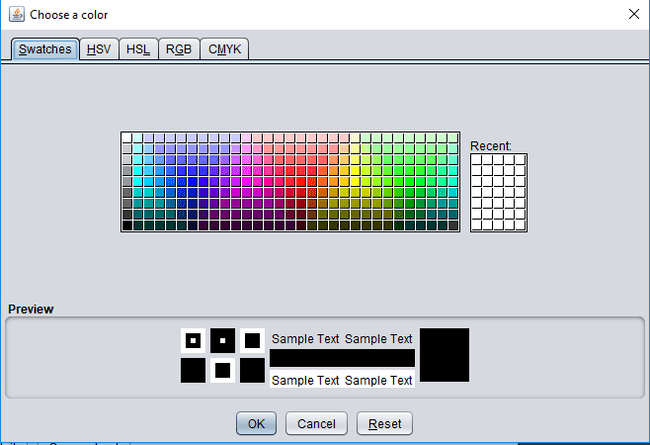 Choose a color
Swatches HSV HSL RGB CMYK
Recent:
Preview
Sample Text Sample Text
Sample Text Sample Text
OK Cancel Reset